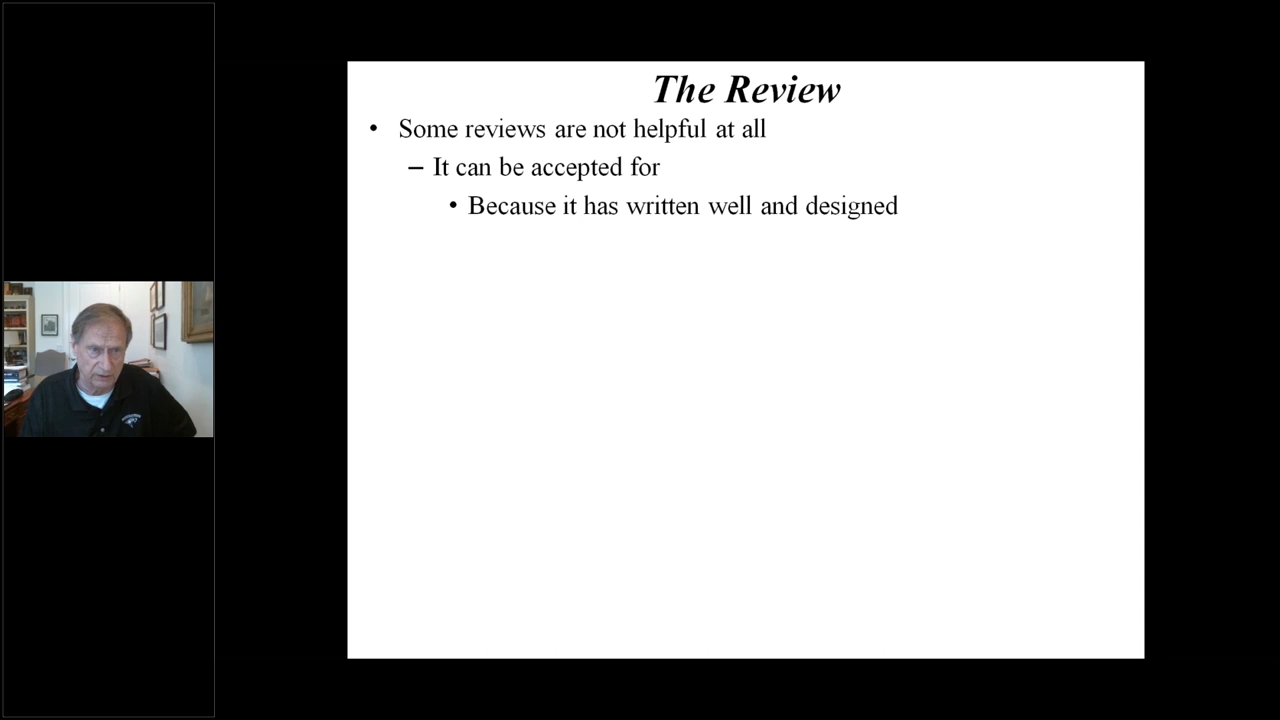 The Review
• Some reviews are not helpful at all
– It can be accepted for
• Because it has written well and designed